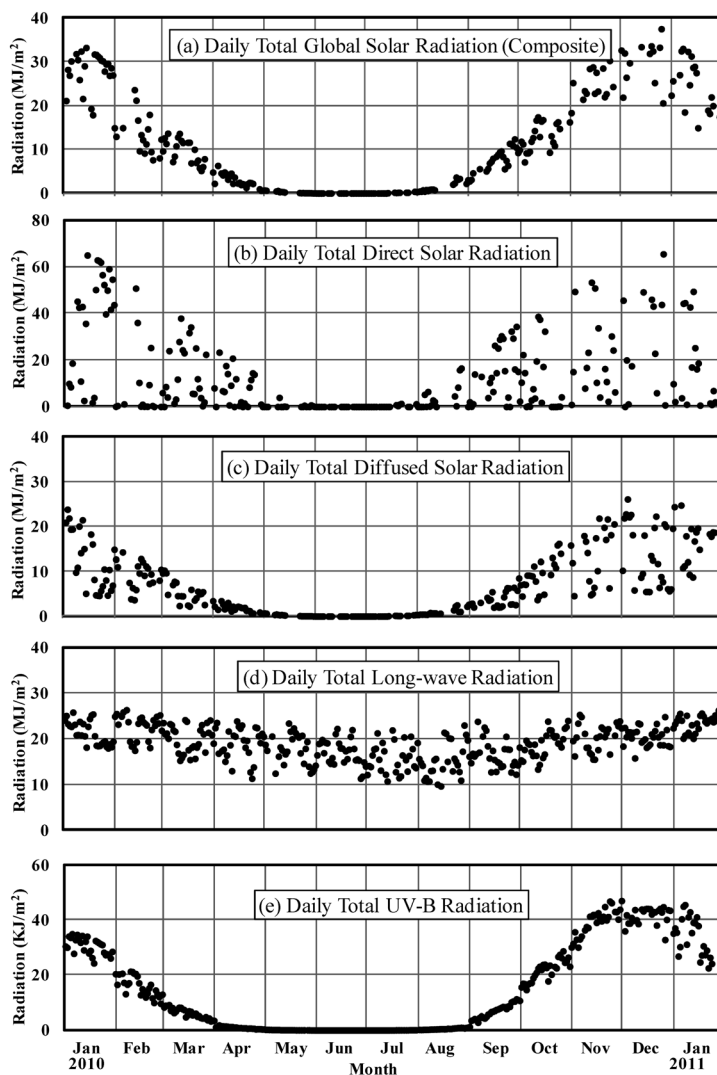 40
30
20
10
0
Radiation (MJ/m²)
(a) Daily Total Global Solar Radiation (Composite)
80
60
40
20
0
Radiation (MJ/m²)
(b) Daily Total Direct Solar Radiation
40
30
20
10
0
Radiation (MJ/m²)
(c) Daily Total Diffused Solar Radiation
40
30
20
10
0
Radiation (MJ/m²)
(d) Daily Total Long-wave Radiation
60
40
20
0
Radiation (KJ/m²)
(e) Daily Total UV-B Radiation
Jan Feb Mar Apr May Jun Jul Aug Sep Oct Nov Dec Jan
2010 Month 2011